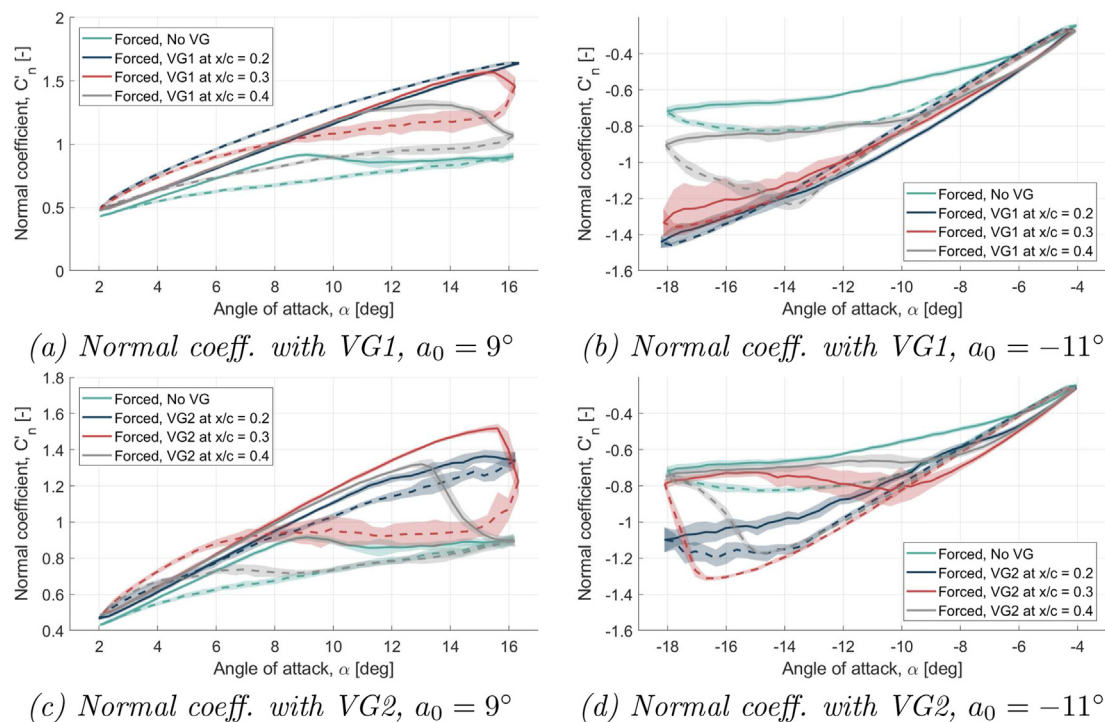 Normal coefficient, C'n [-]
2
1.5
1
0.5
0
Forced, No VG
Forced, VG1 at x/c = 0.2
Forced, VG1 at x/c = 0.3
Forced, VG1 at x/c = 0.4
2 4 6 8 10 12 14 16
Angle of attack, α [deg]
(a) Normal coeff. with VG1, a₀ = 9°
Normal coefficient, C'n [-]
-0.4
-0.6
-0.8
-1
-1.2
-1.4
-1.6
Forced, No VG
Forced, VG1 at x/c = 0.2
Forced, VG1 at x/c = 0.3
Forced, VG1 at x/c = 0.4
-18 -16 -14 -12 -10 -8 -6 -4
Angle of attack, α [deg]
(b) Normal coeff. with VG1, a₀ = −11°
Normal coefficient, C'n [-]
1.8
1.6
1.4
1.2
1
0.8
0.6
0.4
Forced, No VG
Forced, VG2 at x/c = 0.2
Forced, VG2 at x/c = 0.3
Forced, VG2 at x/c = 0.4
2 4 6 8 10 12 14 16
Angle of attack, α [deg]
(c) Normal coeff. with VG2, a₀ = 9°
Normal coefficient, C'n [-]
-0.4
-0.6
-0.8
-1
-1.2
-1.4
-1.6
Forced, No VG
Forced, VG2 at x/c = 0.2
Forced, VG2 at x/c = 0.3
Forced, VG2 at x/c = 0.4
-18 -16 -14 -12 -10 -8 -6 -4
Angle of attack, α [deg]
(d) Normal coeff. with VG2, a₀ = −11°